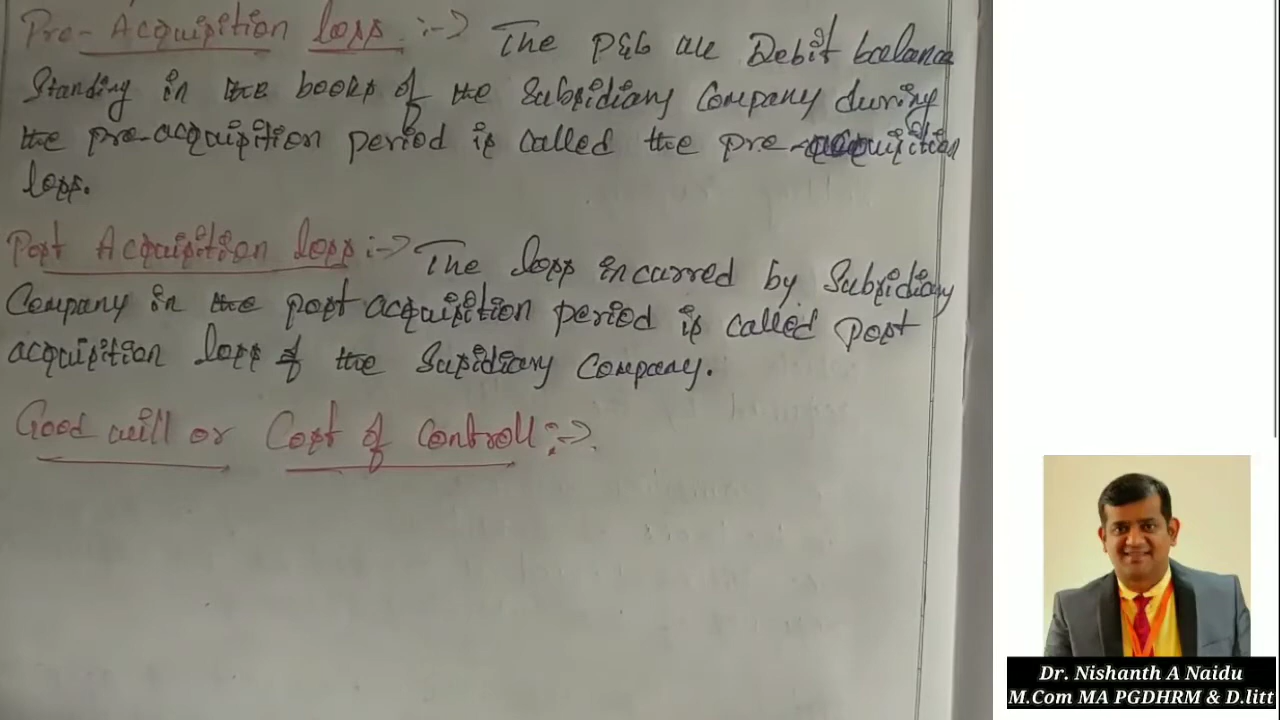 Pre-Acquisition loss :->  The P&L a/c Debit balance
Standing in the books of the Subsidiary Company during
the pre-acquisition period is called the pre-acquisition
loss.
Post Acquisition loss :-> The loss incurred by Subsidiary
Company in the post acquisition period is called Post
acquisition loss of the Supidiary Company.
Good will or Cost of Controll :->.
Dr. Nishanth A Naidu
M.Com MA PGDHRM & D.litt